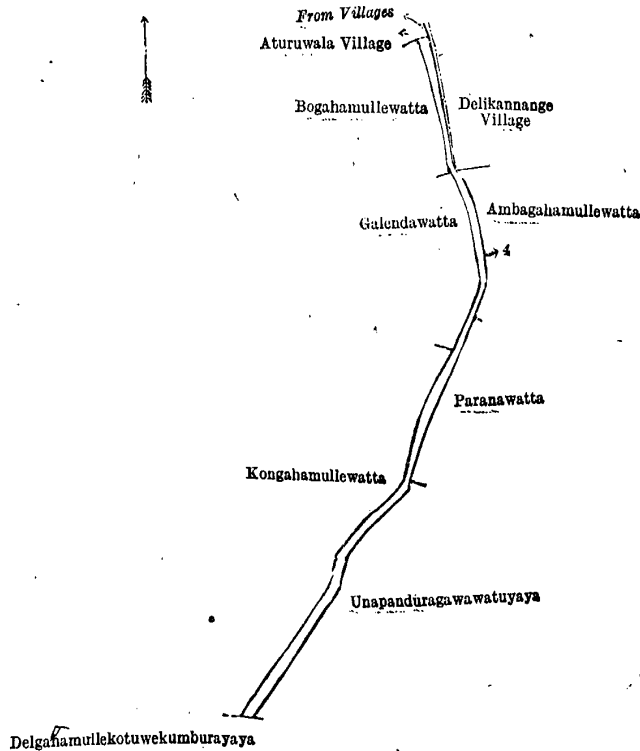 From Villages
Aturuwala Village
Bogahamullewatta
Delikannange
Village
Galendawatta
Ambagahamullewatta
4
Paranawatta
Kongahamullewatta
Unapanduragawawatuyaya
Delgahamullekotuwekumburayaya